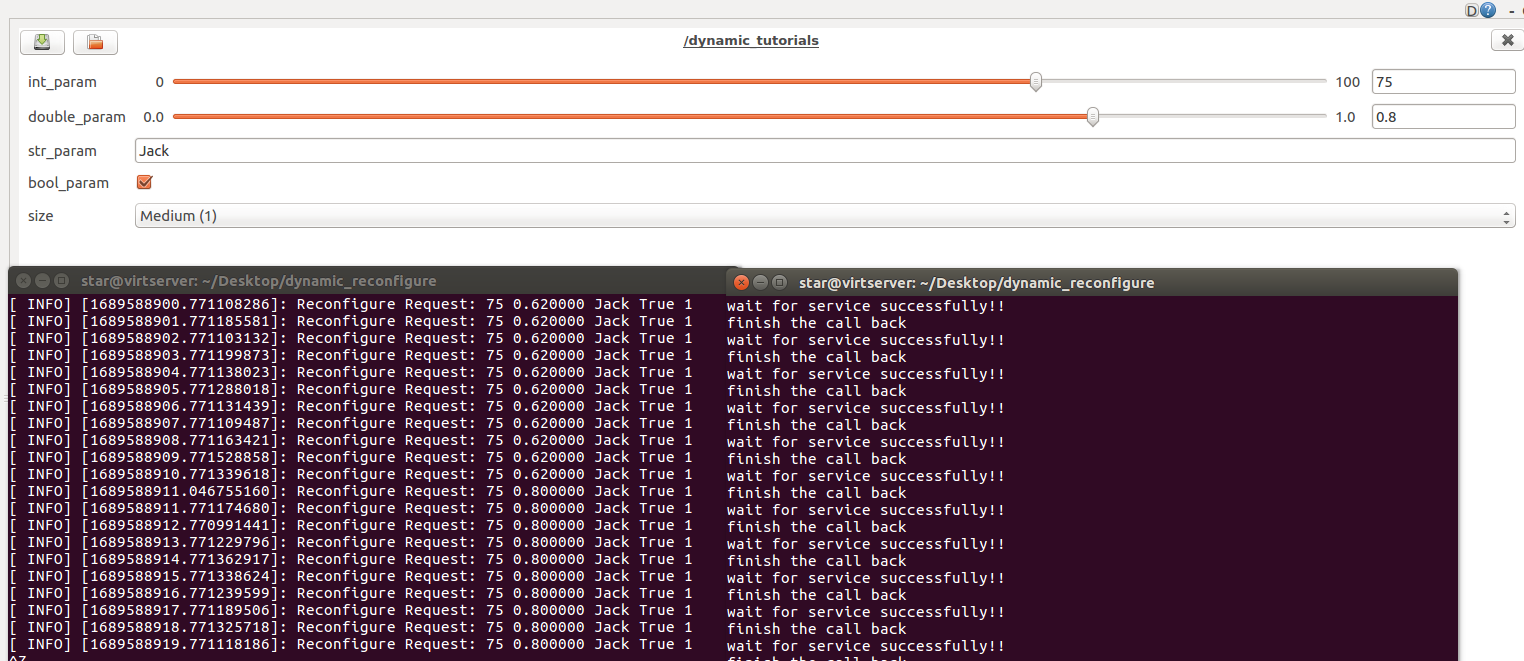 D ? -
/dynamic_tutorials
int_param 0 100 75
double_param 0.0 1.0 0.8
str_param Jack
bool_param
size Medium (1)
star@virtserver: ~/Desktop/dynamic_reconfigure
[ INFO] [1689588900.771108286]: Reconfigure Request: 75 0.620000 Jack True 1
[ INFO] [1689588901.771185581]: Reconfigure Request: 75 0.620000 Jack True 1
[ INFO] [1689588902.771103132]: Reconfigure Request: 75 0.620000 Jack True 1
[ INFO] [1689588903.771199873]: Reconfigure Request: 75 0.620000 Jack True 1
[ INFO] [1689588904.771138023]: Reconfigure Request: 75 0.620000 Jack True 1
[ INFO] [1689588905.771288018]: Reconfigure Request: 75 0.620000 Jack True 1
[ INFO] [1689588906.771131439]: Reconfigure Request: 75 0.620000 Jack True 1
[ INFO] [1689588907.771109487]: Reconfigure Request: 75 0.620000 Jack True 1
[ INFO] [1689588908.771163421]: Reconfigure Request: 75 0.620000 Jack True 1
[ INFO] [1689588909.771528858]: Reconfigure Request: 75 0.620000 Jack True 1
[ INFO] [1689588910.771339618]: Reconfigure Request: 75 0.620000 Jack True 1
[ INFO] [1689588911.046755160]: Reconfigure Request: 75 0.800000 Jack True 1
[ INFO] [1689588911.771174680]: Reconfigure Request: 75 0.800000 Jack True 1
[ INFO] [1689588912.770991441]: Reconfigure Request: 75 0.800000 Jack True 1
[ INFO] [1689588913.771229796]: Reconfigure Request: 75 0.800000 Jack True 1
[ INFO] [1689588914.771362917]: Reconfigure Request: 75 0.800000 Jack True 1
[ INFO] [1689588915.771338624]: Reconfigure Request: 75 0.800000 Jack True 1
[ INFO] [1689588916.771239599]: Reconfigure Request: 75 0.800000 Jack True 1
[ INFO] [1689588917.771189506]: Reconfigure Request: 75 0.800000 Jack True 1
[ INFO] [1689588918.771325718]: Reconfigure Request: 75 0.800000 Jack True 1
[ INFO] [1689588919.771118186]: Reconfigure Request: 75 0.800000 Jack True 1
^Z
star@virtserver: ~/Desktop/dynamic_reconfigure
wait for service successfully!!
finish the call back
wait for service successfully!!
finish the call back
wait for service successfully!!
finish the call back
wait for service successfully!!
finish the call back
wait for service successfully!!
finish the call back
wait for service successfully!!
finish the call back
wait for service successfully!!
finish the call back
wait for service successfully!!
finish the call back
wait for service successfully!!
finish the call back
wait for service successfully!!
finish the call back
wait for service successfully!!
finish the call back